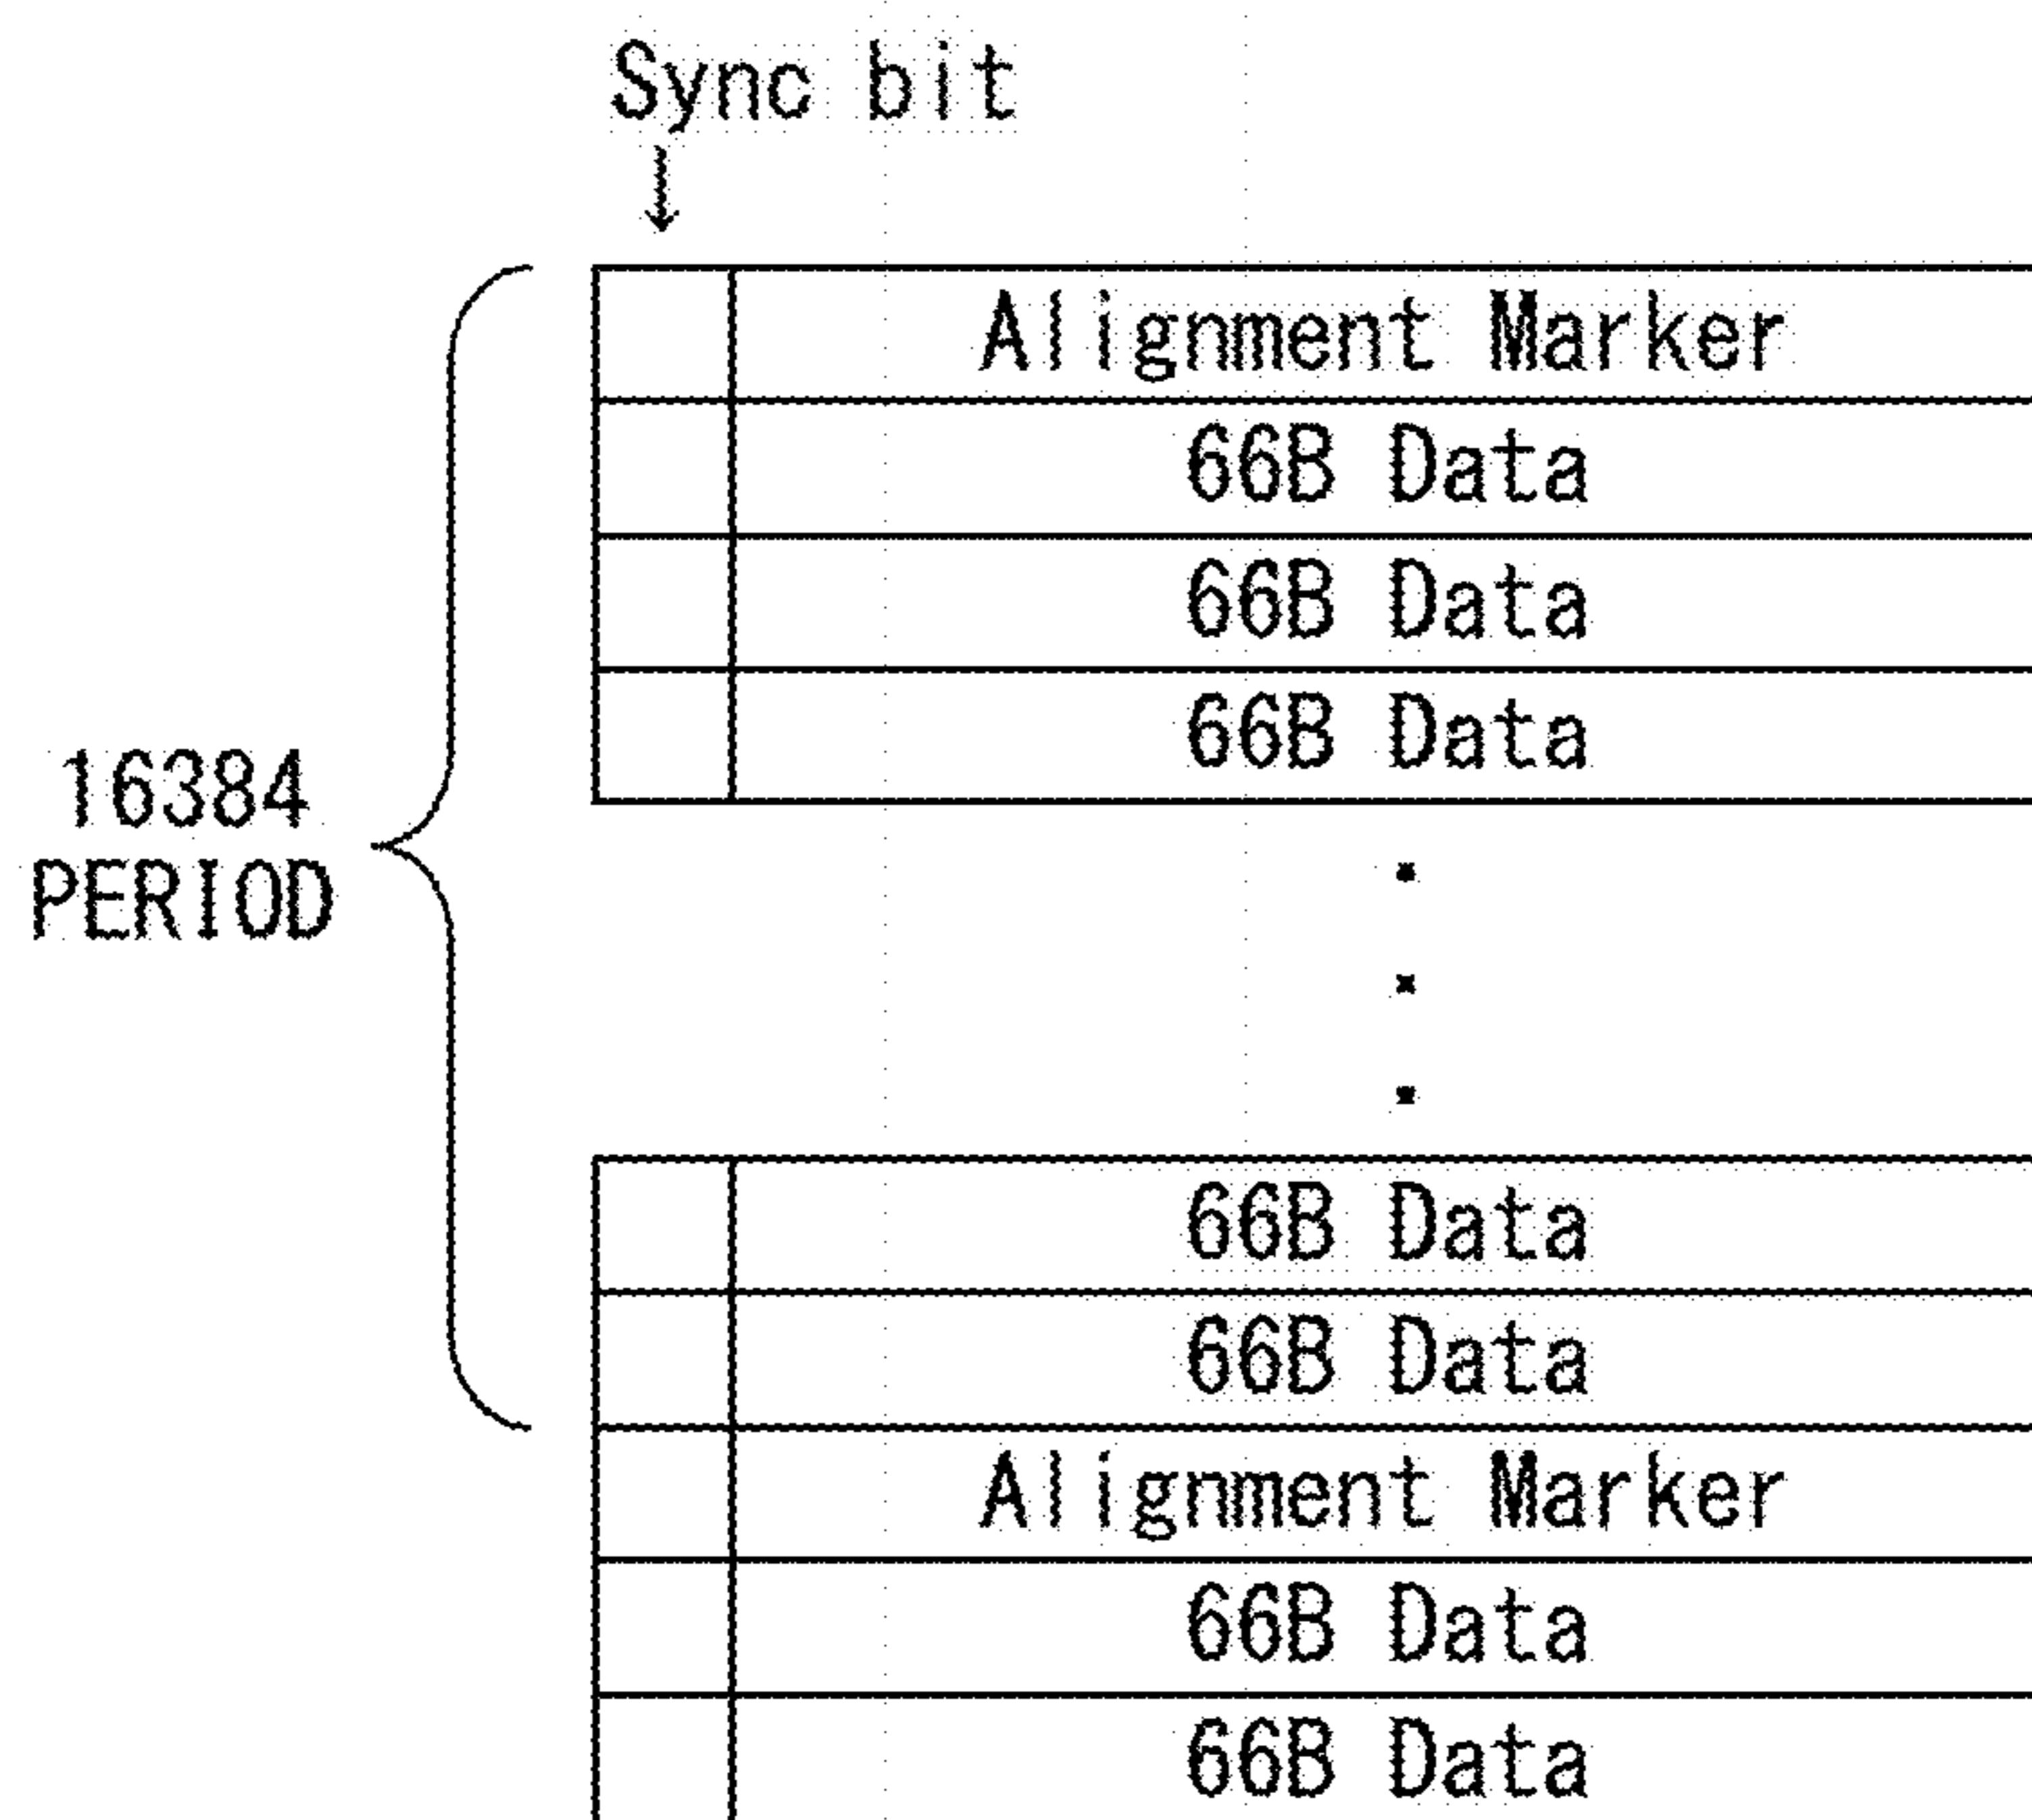 Sync bit
Alignment Marker
66B Data
66B Data
66B Data
16384
PERIOD
66B Data
66B Data
Alignment Marker
66B Data
66B Data